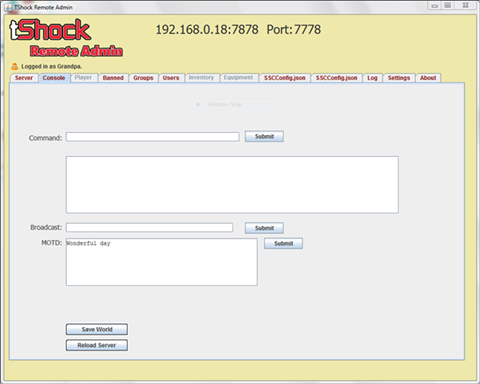 TShock Remote Admin
tShock
Remote Admin
192.168.0.18:7878 Port:7778
Logged in as Grandpa.
Server Console Player Banned Groups Users Inventory Equipment SSCConfig.json SSCConfig.json Log Settings About
Window Snip
Command: Submit
Broadcast: Submit
MOTD: Wonderful day Submit
Save World
Reload Server